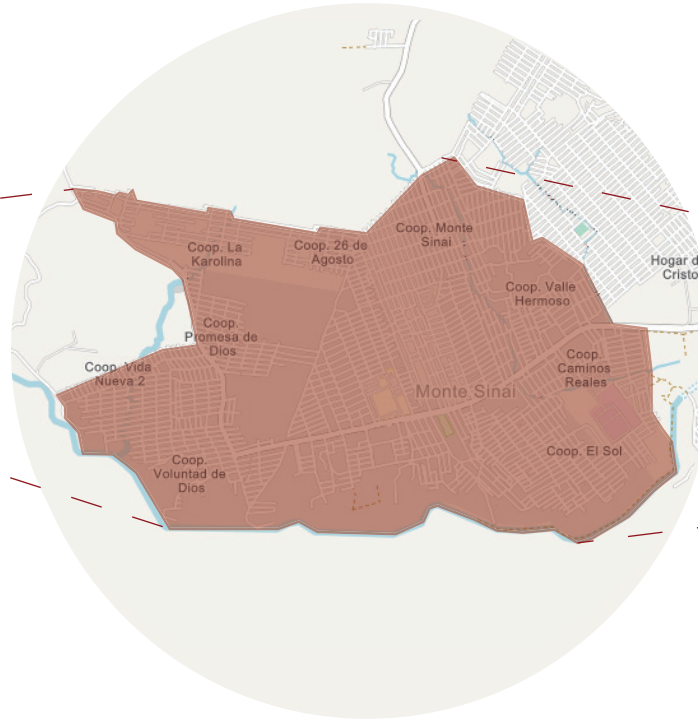 Coop. Monte
Sinai
Coop. La
Karolina
Coop. 26 de
Agosto
Hogar d
Cristo
Coop. Valle
Hermoso
Coop.
Promesa de
Dios
Coop. Vida
Nueva 2
Coop.
Caminos
Reales
Monte Sinai
Coop. El Sol
Coop.
Voluntad de
Dios